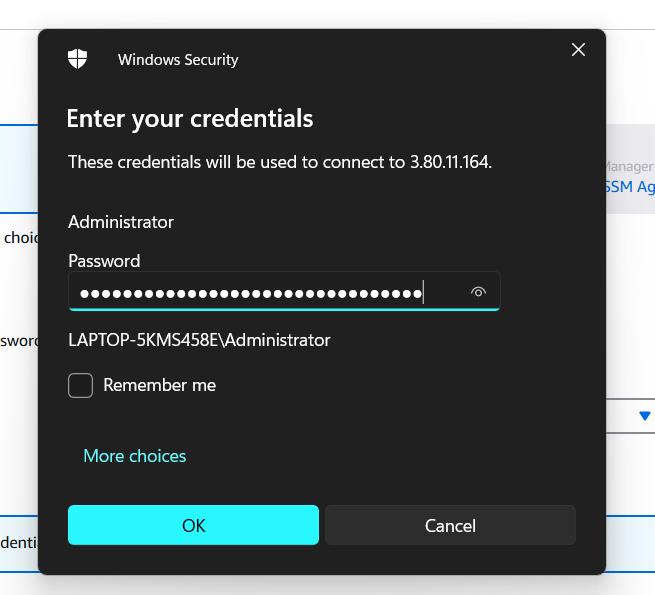 Windows Security
Enter your credentials
These credentials will be used to connect to 3.80.11.164.
Manager
SSM Ag
Administrator
choic
Password
●●●●●●●●●●●●●●●●●●●●●●●●●●●●●●●●
sword
LAPTOP-5KMS458E\Administrator
Remember me
More choices
OK
Cancel
denti